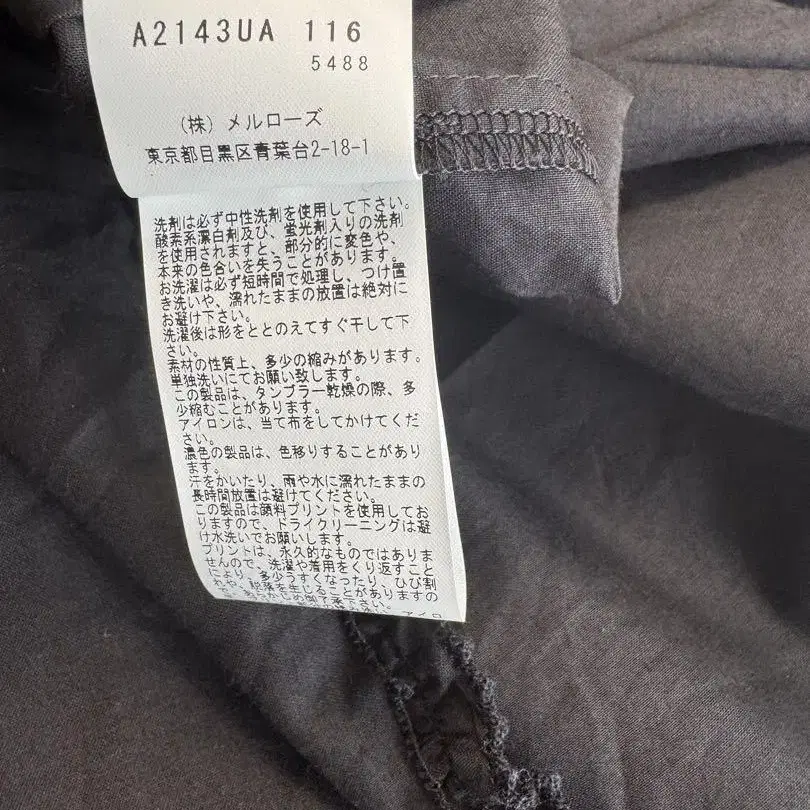 A2143UA 116
5488
(株) メルローズ
東京都目黒区青葉台2-18-1
洗剤は必ず中性洗剤を使用して下さい。
酸素系漂白剤及び、蛍光剤入りの洗剤
を使用されますと、部分的に変色や、
本来の色合いを失うことがあります。
お洗濯は必ず短時間で処理し、つけ置
き洗いや、濡れたままの放置は絶対に
お避け下さい。
洗濯後は形をととのえてすぐ干して下
さい。
素材の性質上、多少の縮みがあります。
単独洗いにてお願い致します。
この製品は、タンブラー乾燥の際、多
少縮むことがあります。
アイロンは、当て布をしてかけてくだ
さい。
濃色の製品は、色移りすることがあり
ます。
汗をかいたり、雨や水に濡れたままの
長時間放置は避けてください。
この製品は顔料プリントを使用してお
りますので、ドライクリーニングは避
け水洗いでお願いします。
プリントは、永久的なものではありま
せんので、洗濯や着用をくり返すこと
により、多少うすくなったり、ひび割
れや、脱落を生じることがありますの